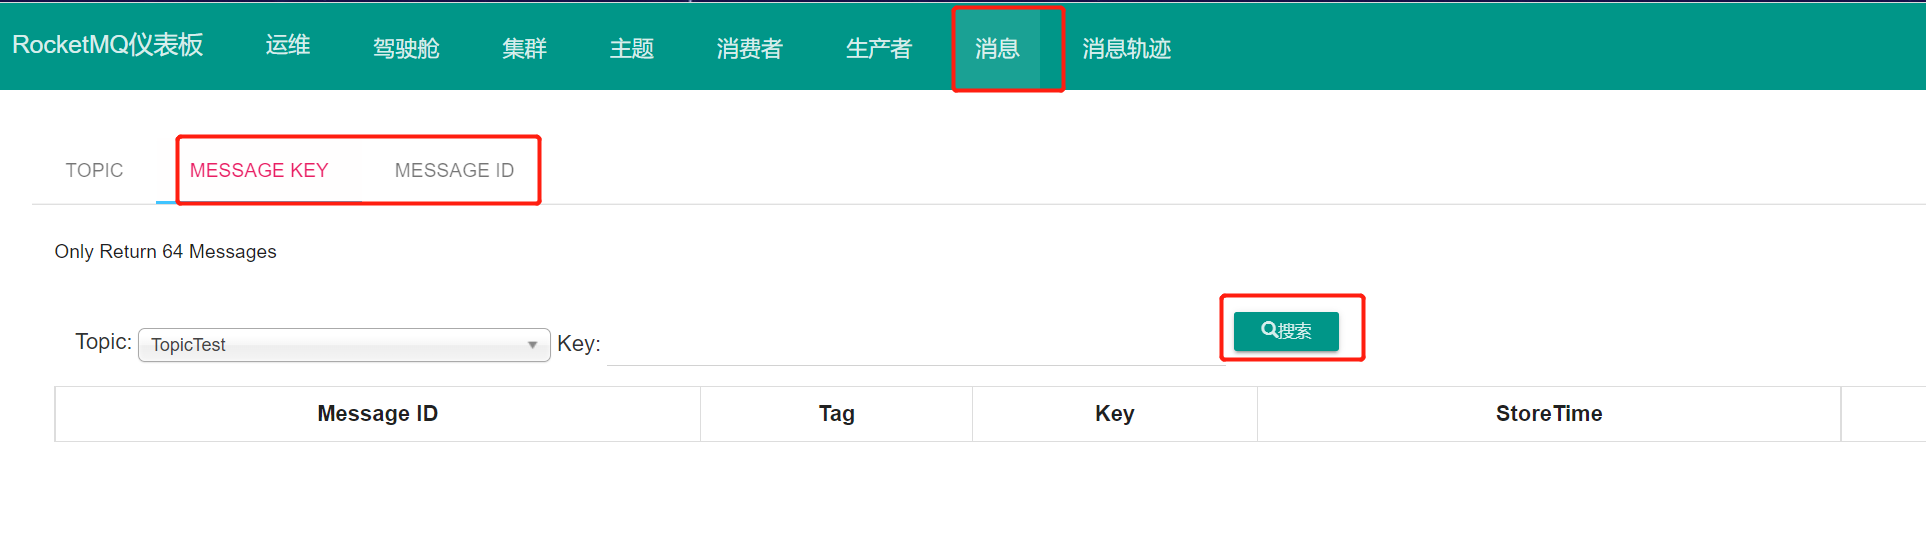 RocketMQ仪表板 运维 驾驶舱 集群 主题 消费者 生产者 消息 消息轨迹
TOPIC MESSAGE KEY MESSAGE ID
Only Return 64 Messages
Topic: TopicTest Key: 搜索
Message ID Tag Key StoreTime